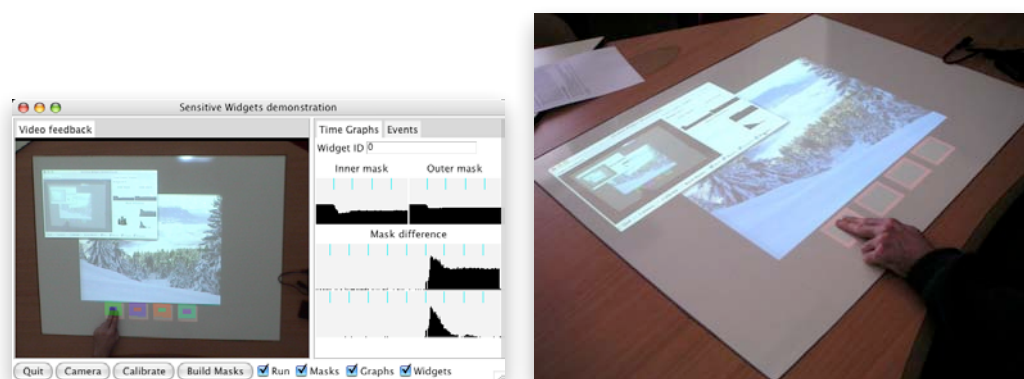 Sensitive Widgets demonstration
Video feedback
Time Graphs Events
Widget ID 0
Inner mask Outer mask
Mask difference
Quit Camera Calibrate Build Masks Run Masks Graphs Widgets